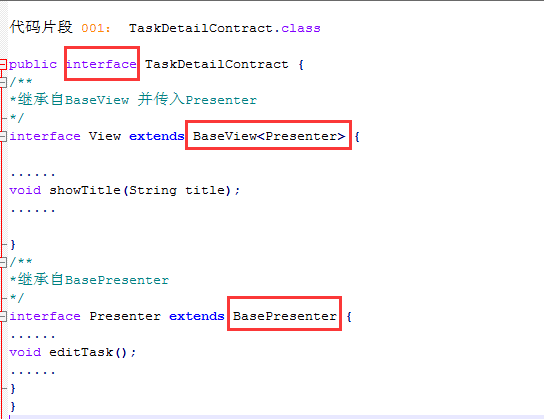 代码片段 001： TaskDetailContract.class
public interface TaskDetailContract {
/**
*继承自BaseView 并传入Presenter
*/
interface View extends BaseView<Presenter> {
......
void showTitle(String title);
......
}
/**
*继承自BasePresenter
*/
interface Presenter extends BasePresenter {
......
void editTask();
......
}
}